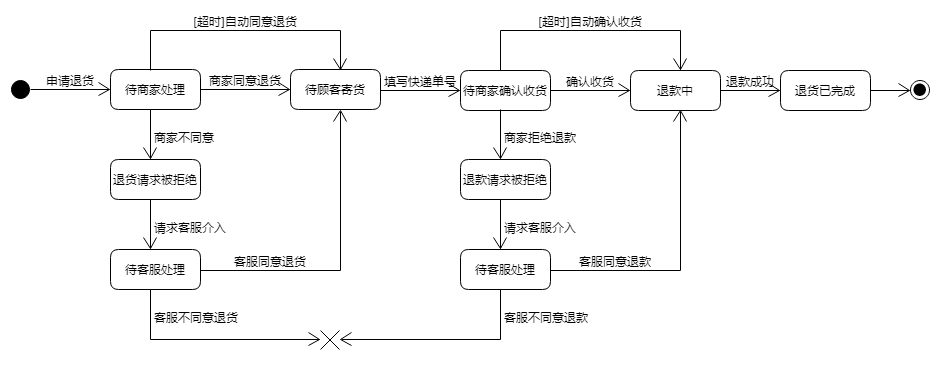 [超时]自动同意退货
[超时]自动确认收货
申请退货
待商家处理
商家同意退货
待顾客寄货
填写快递单号
待商家确认收货
确认收货
退款中
退款成功
退货已完成
商家不同意
商家拒绝退款
退货请求被拒绝
退款请求被拒绝
请求客服介入
请求客服介入
待客服处理
客服同意退货
待客服处理
客服同意退款
客服不同意退货
客服不同意退款